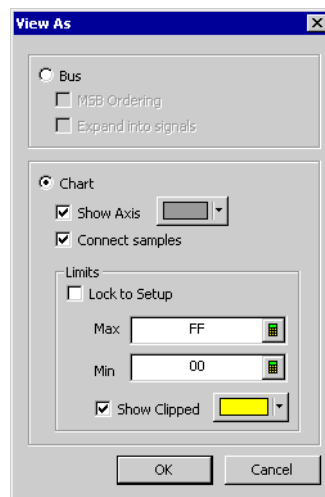 View As
Bus
MSB Ordering
Expand into signals
Chart
Show Axis
Connect samples
Limits
Lock to Setup
Max FF
Min 00
Show Clipped
OK Cancel